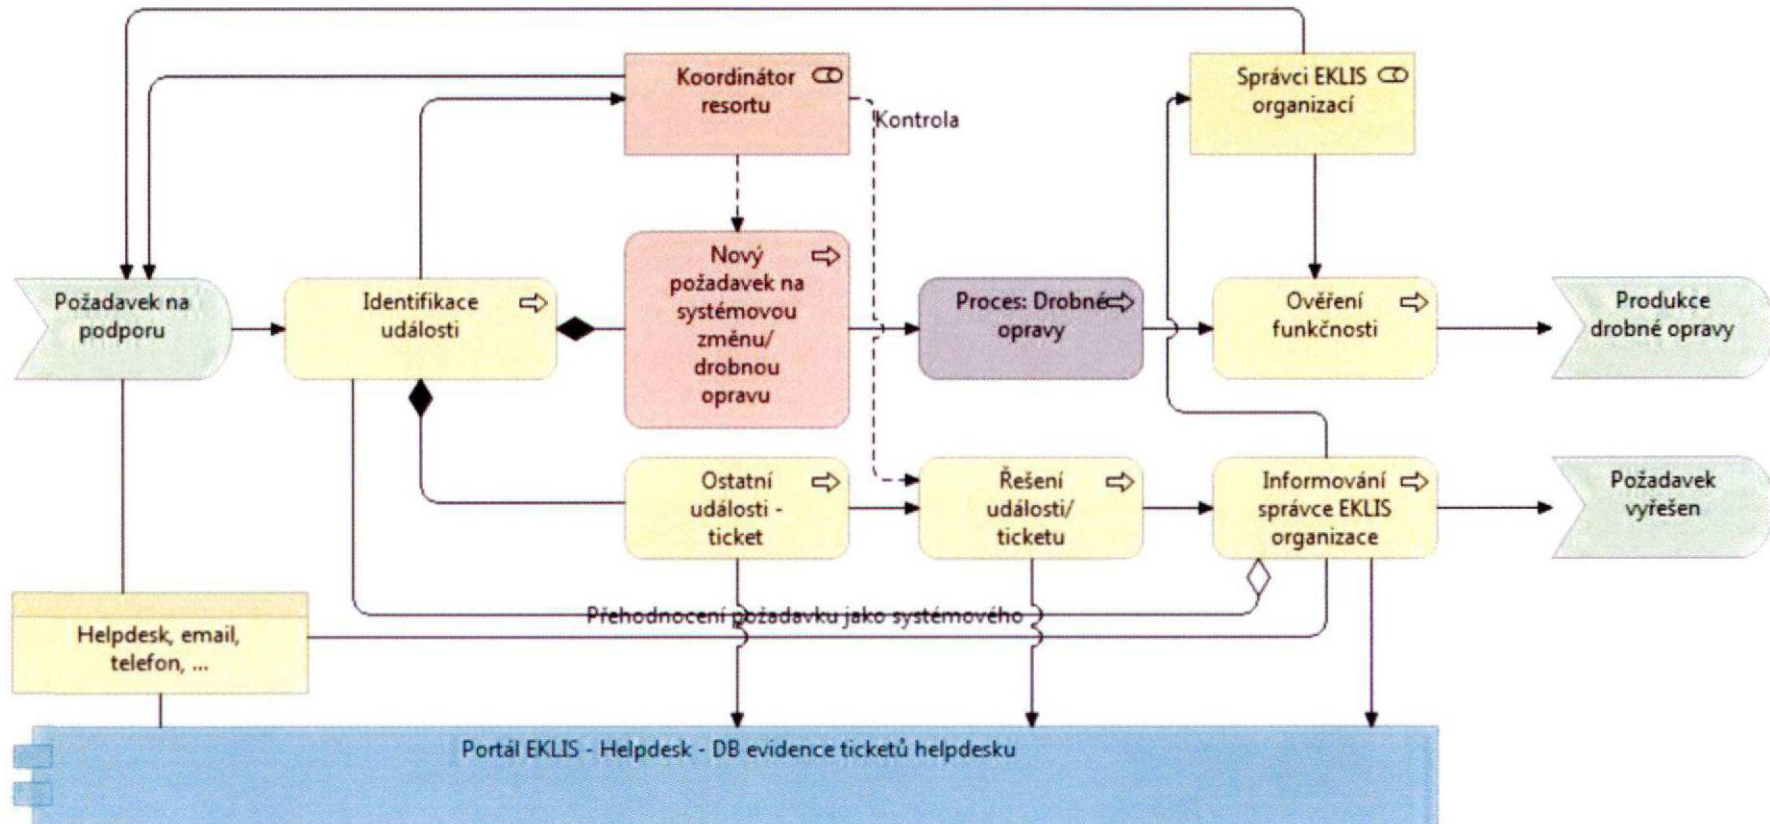 Koordinátor
resortu
Správci EKLIS
organizací
Kontrola
Požadavek na
podporu
Identifikace
události
Nový
požadavek na
systémovou
změnu/
drobnou
opravu
Proces: Drobné
opravy
Ověření
funkčnosti
Produkce
drobné opravy
Ostatní
události -
ticket
Řešení
události/
ticketu
Informování
správce EKLIS
organizace
Požadavek
vyřešen
Přehodnocení požadavku jako systémového
Helpdesk, email,
telefon, ...
Portál EKLIS - Helpdesk - DB evidence ticketů helpdesku